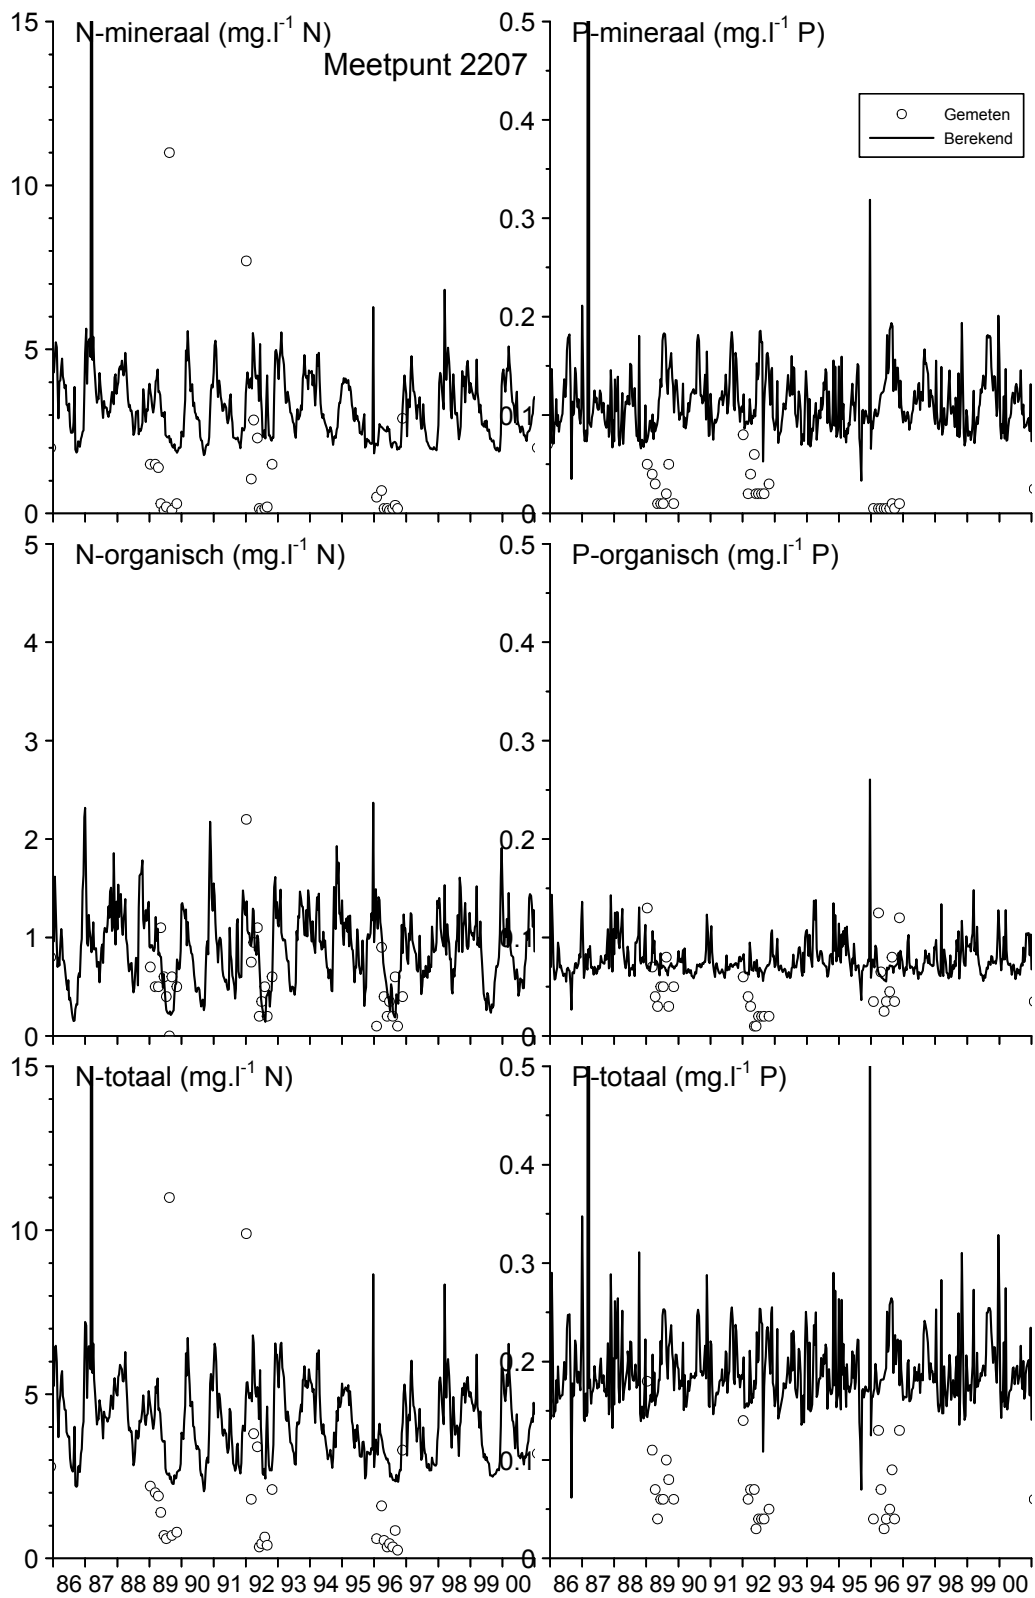 N-mineraal (mg.l-1 N)
P-mineraal (mg.l-1 P)
Meetpunt 2207
Gemeten
Berekend
15
10
5
0
0.5
0.4
0.3
0.2
0.1
0
N-organisch (mg.l-1 N)
P-organisch (mg.l-1 P)
5
4
3
2
1
0
0.5
0.4
0.3
0.2
0.1
0
N-totaal (mg.l-1 N)
P-totaal (mg.l-1 P)
15
10
5
0
0.5
0.4
0.3
0.2
0.1
0
86 87 88 89 90 91 92 93 94 95 96 97 98 99 00
86 87 88 89 90 91 92 93 94 95 96 97 98 99 00